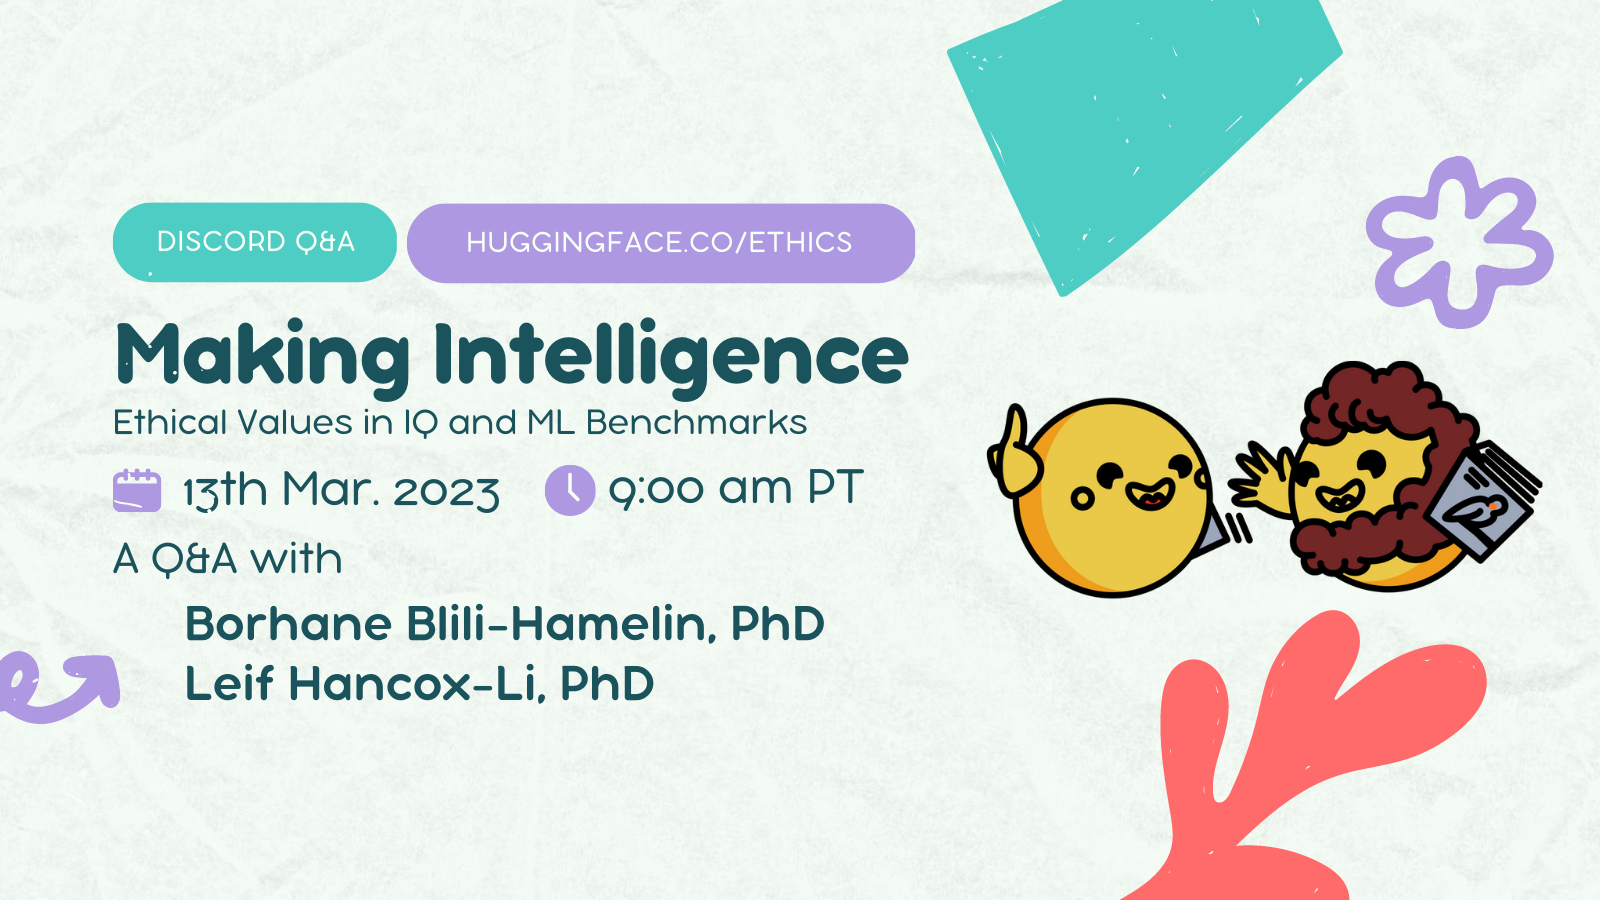 DISCORD Q&A
HUGGINGFACE.CO/ETHICS
Making Intelligence
Ethical Values in IQ and ML Benchmarks
13th Mar. 2023
9:00 am PT
A Q&A with
Borhane Blili-Hamelin, PhD
Leif Hancox-Li, PhD